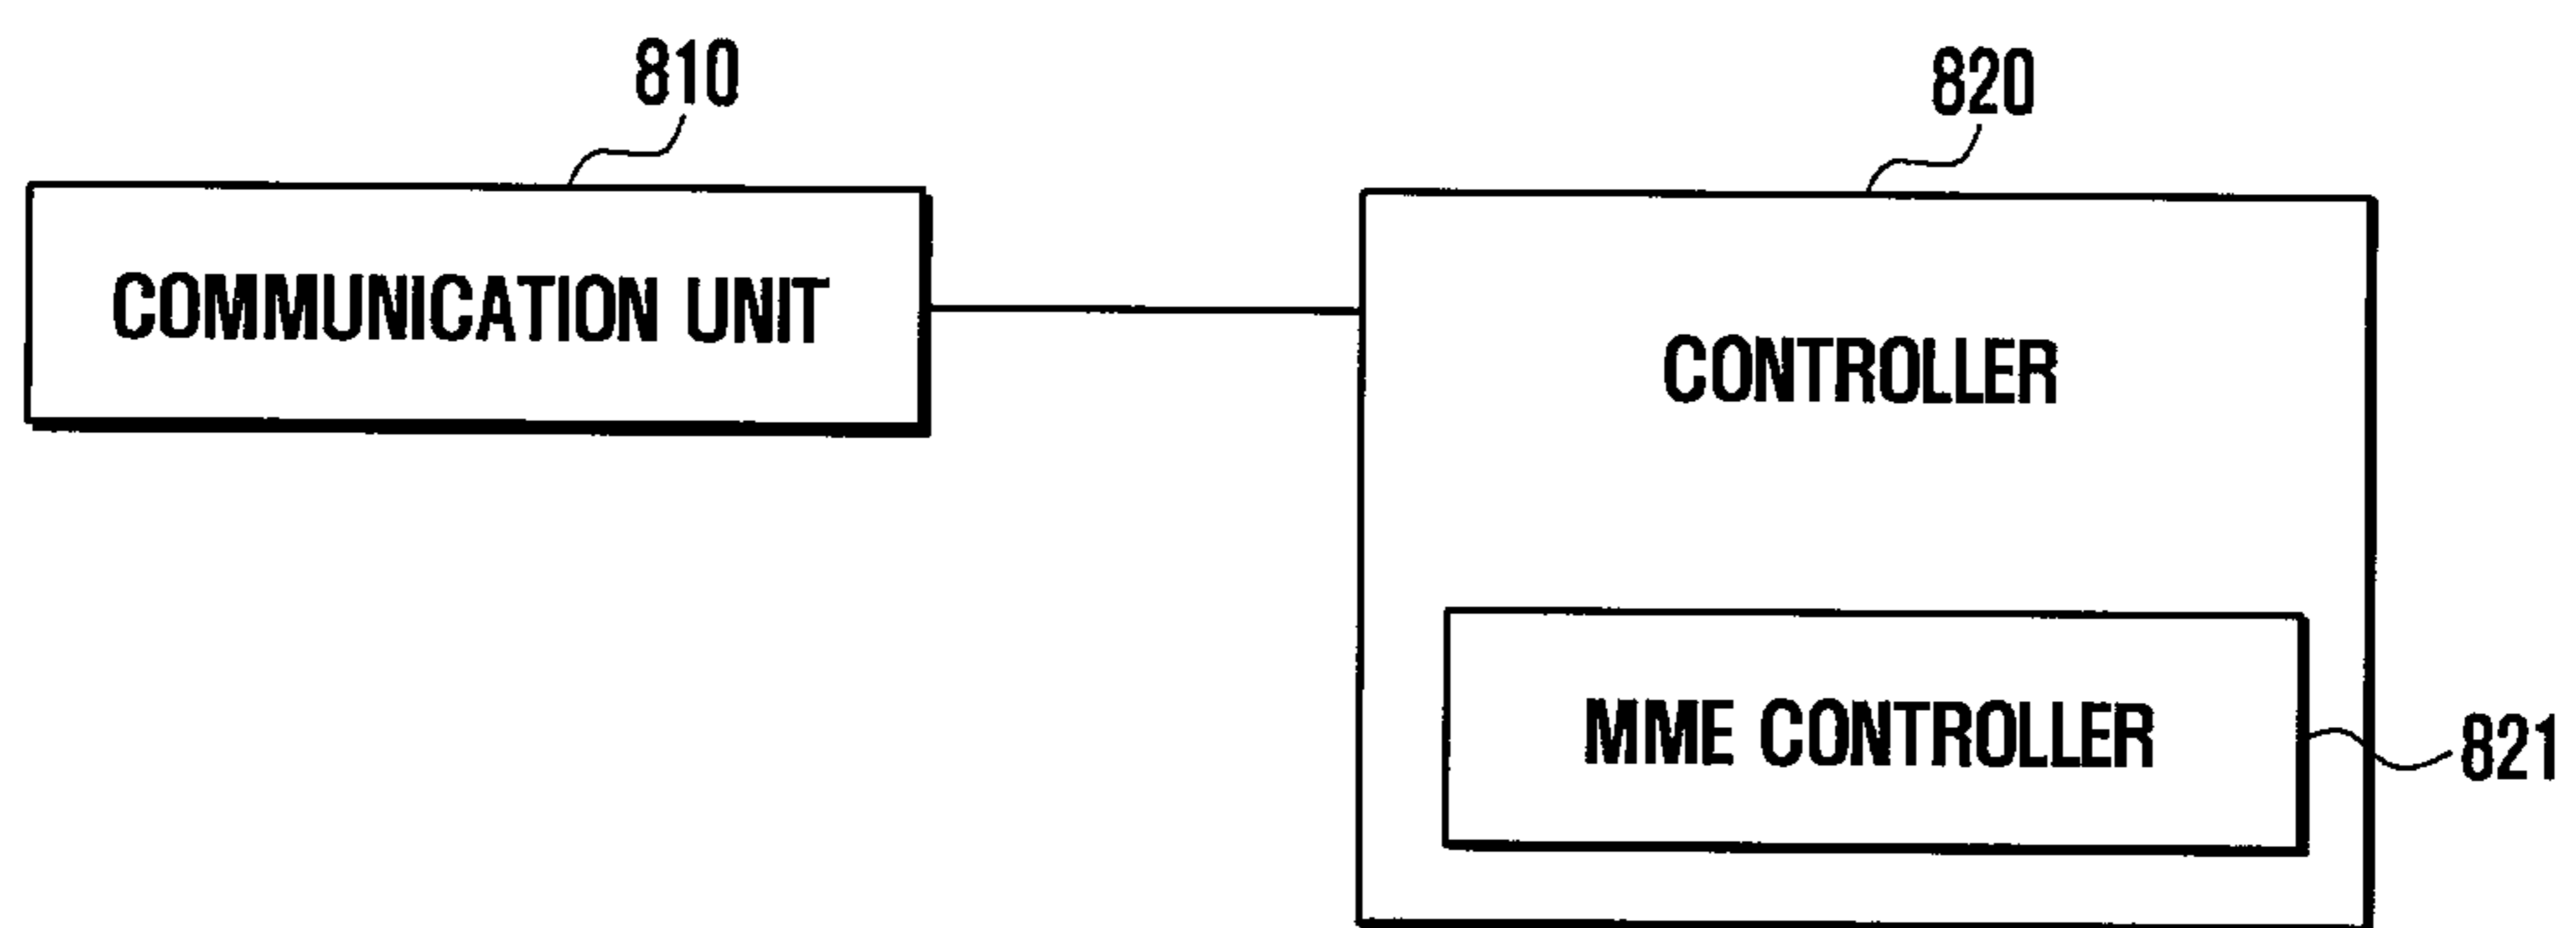 810
820
COMMUNICATION UNIT
CONTROLLER
MME CONTROLLER
821